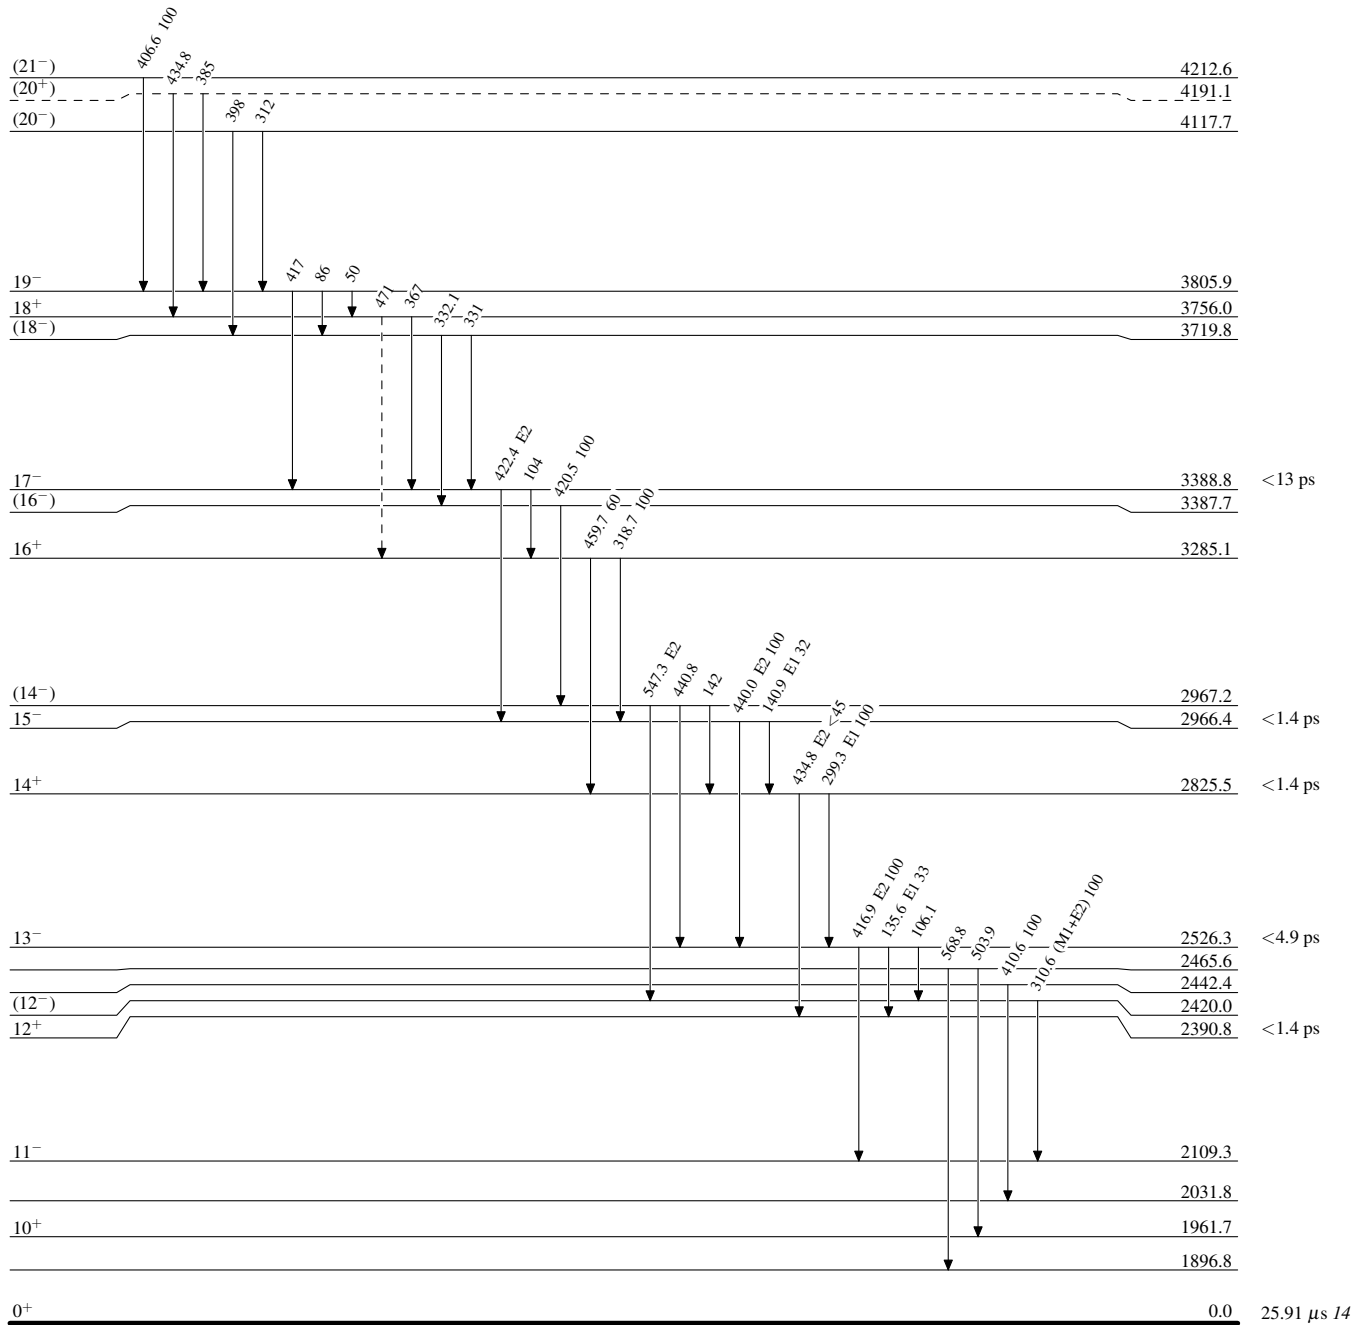 406.6 100
434.8
385
398
312
(21⁻) 4212.6
(20⁺) 4191.1
(20⁻) 4117.7
417
86
50
471
367
332.1
331
19⁻ 3805.9
18⁺ 3756.0
(18⁻) 3719.8
422.4 E2
104
420.5 100
459.7 60
318.7 100
17⁻ 3388.8 <13 ps
(16⁻) 3387.7
16⁺ 3285.1
547.3 E2
440.8
142
440.0 E2 100
140.9 E1 32
434.8 E2 <45
299.3 E1 100
(14⁻) 2967.2
15⁻ 2966.4 <1.4 ps
14⁺ 2825.5 <1.4 ps
416.9 E2 100
135.6 E1 33
106.1
568.8
503.9
410.6 100
310.6 (M1+E2) 100
13⁻ 2526.3 <4.9 ps
2465.6
2442.4
(12⁻) 2420.0
12⁺ 2390.8 <1.4 ps
11⁻ 2109.3
2031.8
10⁺ 1961.7
1896.8
0⁺ 0.0 25.91 μs 14